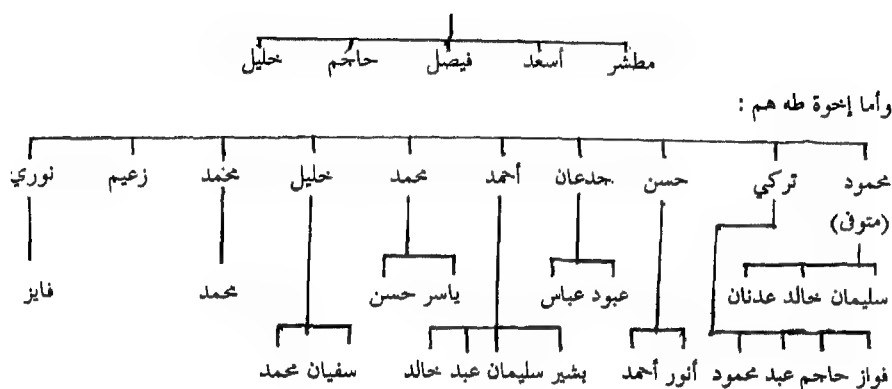 مطشر أسعد فيصل حاجم خليل
وأما إخوة طه هم :
محمود تركي حسن جدعان أحمد محمد خليل محمد زعيم نوري
(متوفى)
سليمان خالد عدنان عبود عباس ياسر حسن محمد فايز
فواز حاجم عبد محمود أنور أحمد بشير سليمان عبد خالد سفيان محمد